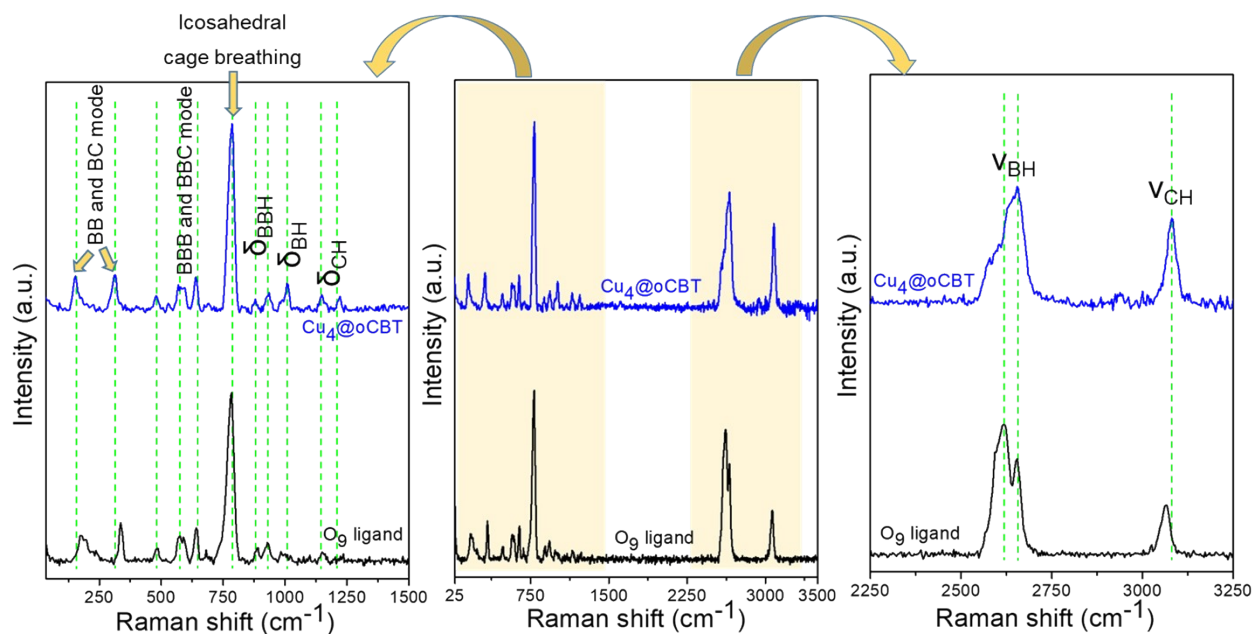 Icosahedral
cage breathing
BB and BC mode
BBB and BBC mode
δBBH
δBH
δCH
Cu4@oCBT
O9 ligand
Intensity (a.u.)
250 500 750 1000 1250 1500
Raman shift (cm-1)
Cu4@oCBT
O9 ligand
Intensity (a.u.)
25 750 1500 2250 3000 3500
Raman shift (cm-1)
νBH
νCH
Cu4@oCBT
O9 ligand
Intensity (a.u.)
2250 2500 2750 3000 3250
Raman shift (cm-1)